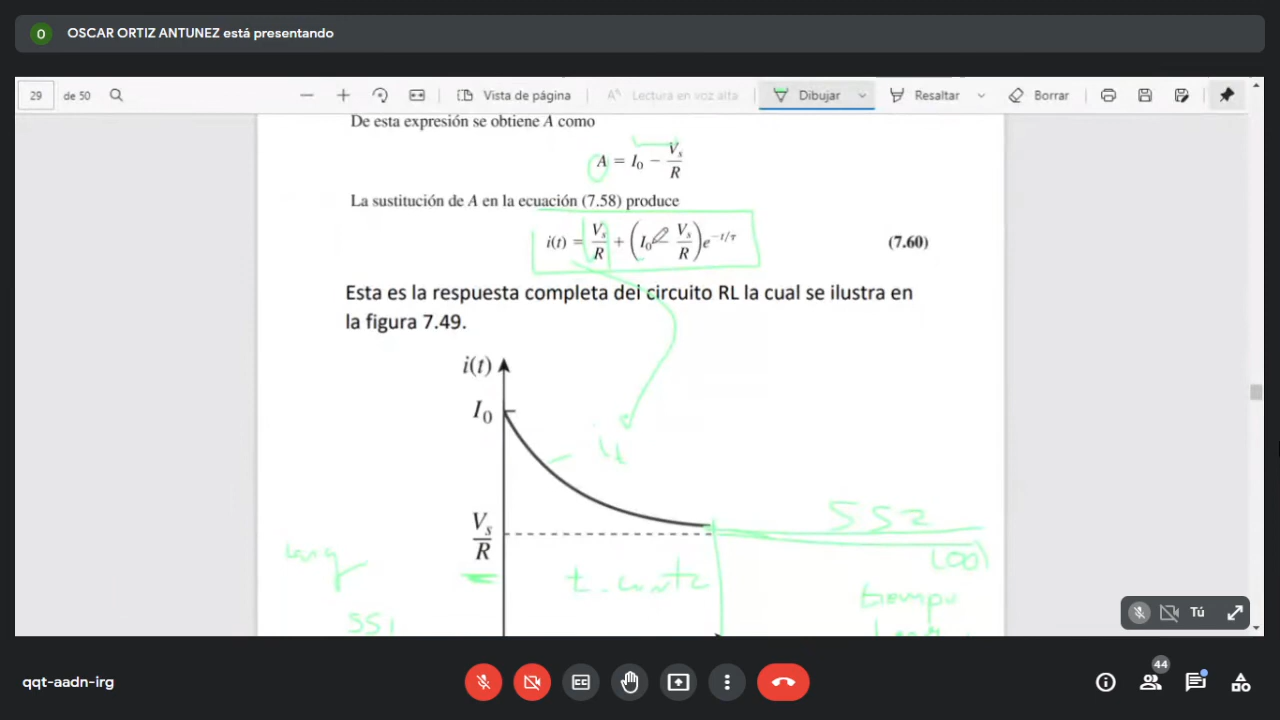 O OSCAR ORTIZ ANTUNEZ está presentando
29 de 50 Vista de página Lectura en voz alta Dibujar Resaltar Borrar
De esta expresión se obtiene A como
A = I₀ − Vₛ/R
La sustitución de A en la ecuación (7.58) produce
i(t) = Vₛ/R + (I₀ − Vₛ/R)e^−t/τ (7.60)
Esta es la respuesta completa del circuito RL la cual se ilustra en
la figura 7.49.
i(t)
I₀
it
SS2
Vₛ/R
(∞)
t. cortz
tiempo
SS1
Tú
qqt-aadn-irg
44